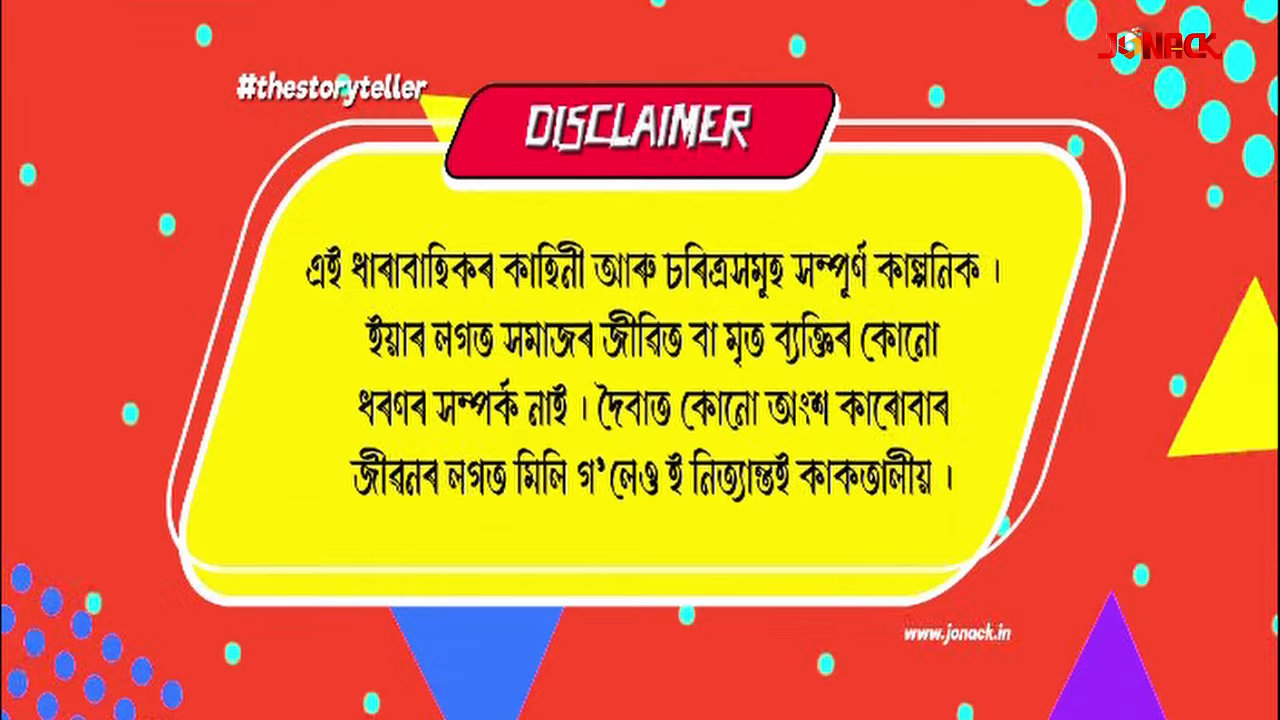 JONACK
#thestoryteller
DISCLAIMER
এই ধাৰাবাহিকৰ কাহিনী আৰু চৰিত্ৰসমূহ সম্পূৰ্ণ কাল্পনিক ।
ইয়াৰ লগত সমাজৰ জীৱিত বা মৃত ব্যক্তিৰ কোনো
ধৰণৰ সম্পৰ্ক নাই । দৈবাত কোনো অংশ কাৰোবাৰ
জীৱনৰ লগত মিলি গ’লেও ই নিত্যান্তই কাকতালীয় ।
www.jonack.in